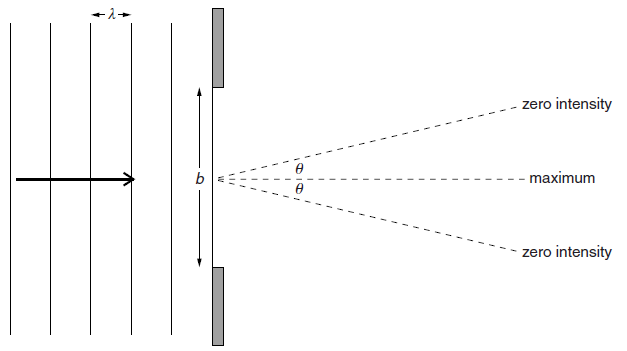 λ
zero intensity
θ
b
maximum
θ
zero intensity